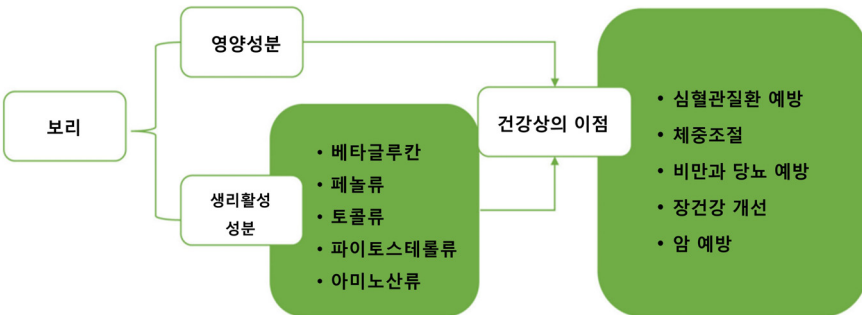 보리
영양성분
생리활성
성분
• 베타글루칸
• 페놀류
• 토콜류
• 파이토스테롤류
• 아미노산류
건강상의 이점
• 심혈관질환 예방
• 체중조절
• 비만과 당뇨 예방
• 장건강 개선
• 암 예방